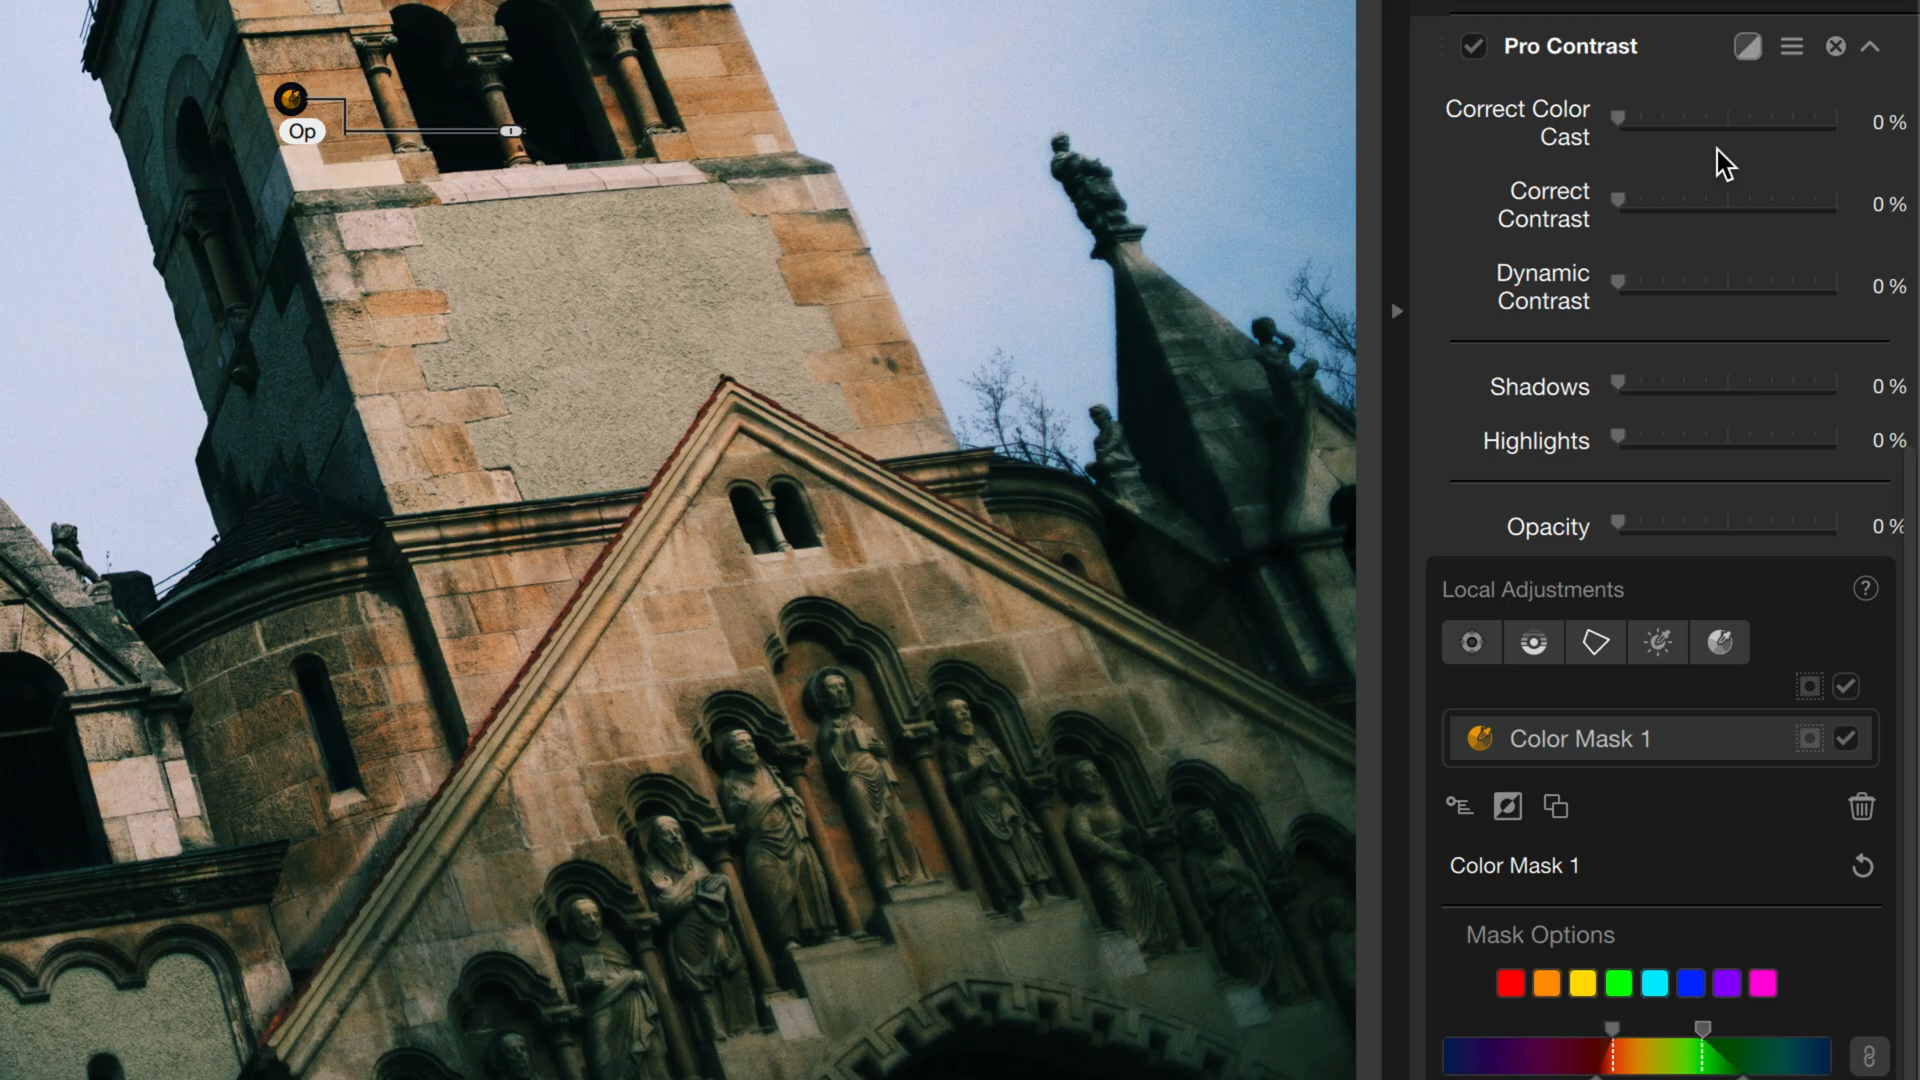 Pro Contrast
Op
Correct Color
Cast
0 %
Correct
Contrast
0 %
Dynamic
Contrast
0 %
Shadows
0 %
Highlights
0 %
Opacity
0 %
Local Adjustments
?
Color Mask 1
Color Mask 1
Mask Options